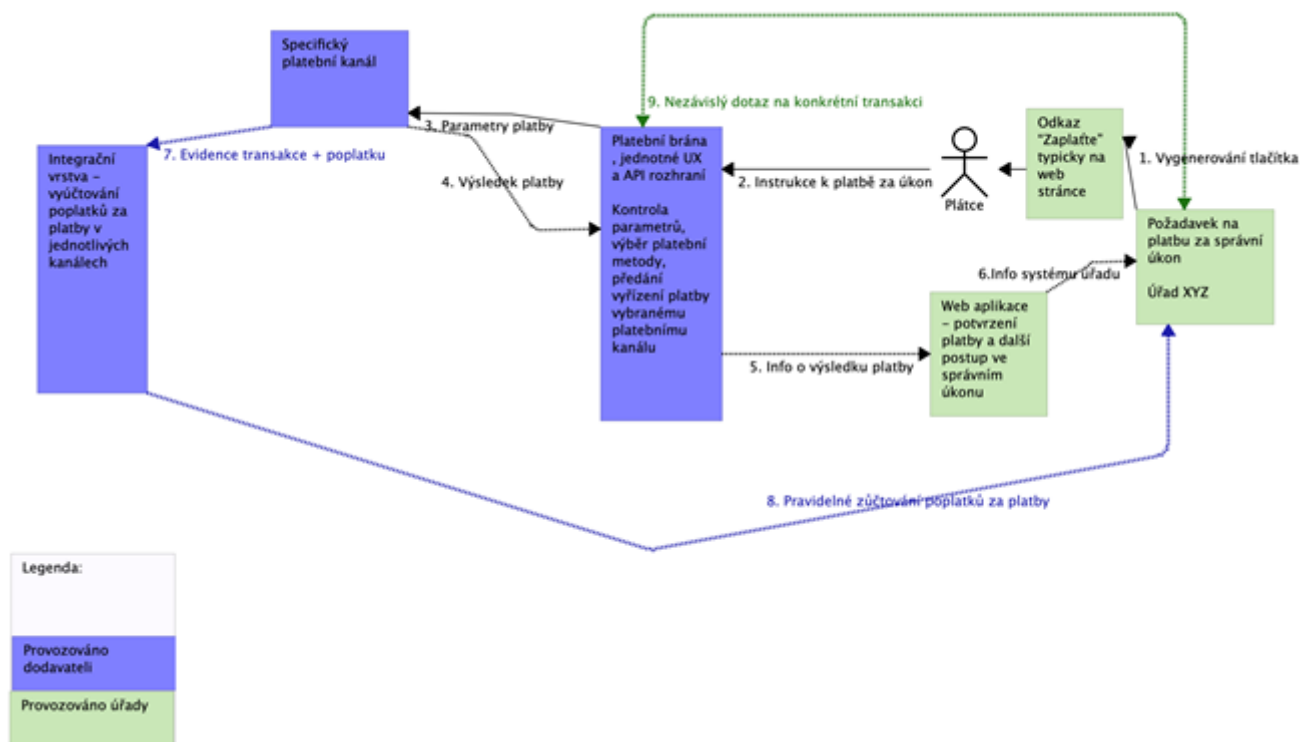 Specifický
platební kanál
9. Nezávislý dotaz na konkrétní transakci
3. Parametry platby
7. Evidence transakce + poplatku
4. Výsledek platby
Integrační
vrstva –
vyúčtování
poplatků za
platby v
jednotlivých
kanálech
Platební brána
, jednotné UX
a API rozhraní
Kontrola
parametrů,
výběr platební
metody,
předání
vyřízení platby
vybranému
platebnímu
kanálu
2. Instrukce k platbě za úkon
Plátce
Odkaz
"Zaplaťte"
typicky na
web
stránce
1. Vygenerování tlačítka
Požadavek na
platbu za správní
úkon
Úřad XYZ
6.Info systému úřadu
Web aplikace
– potvrzení
platby a další
postup ve
správním
úkonu
5. Info o výsledku platby
8. Pravidelné zúčtování poplatků za platby
Legenda:
Provozováno
dodavateli
Provozováno úřady